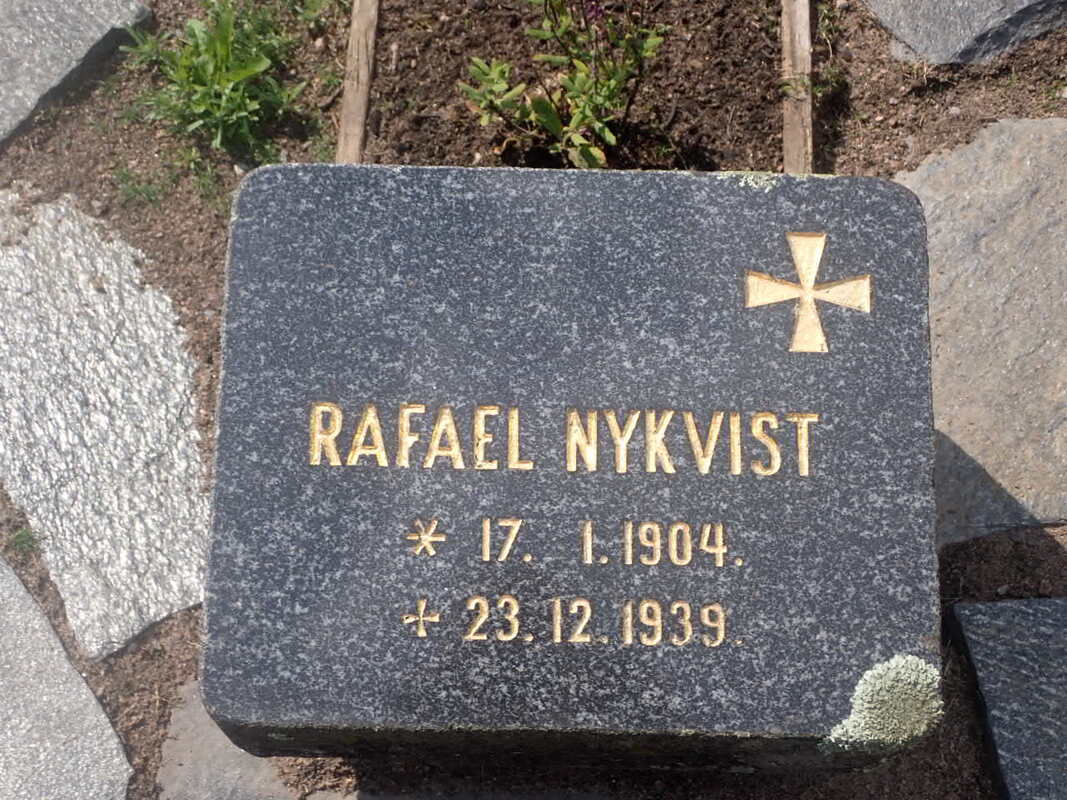 RAFAEL NYKVIST
* 17. 1. 1904.
+ 23. 12. 1939.